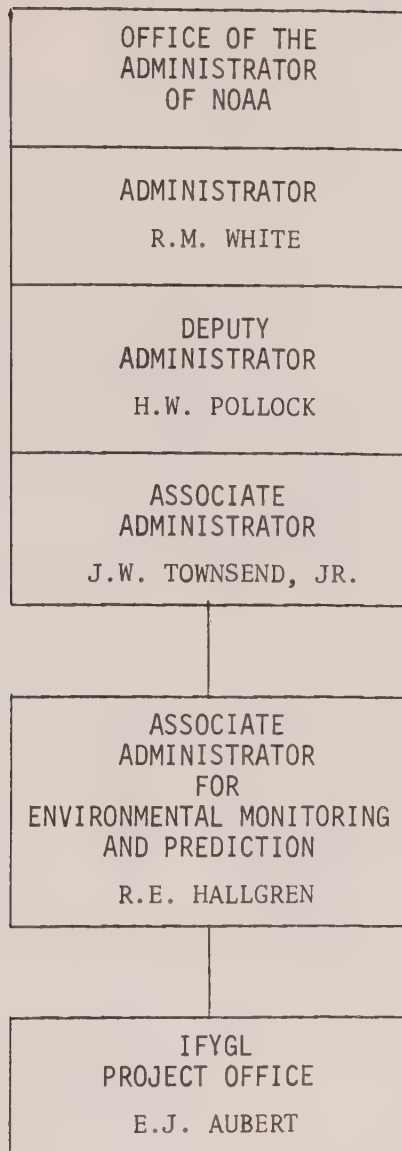 OFFICE OF THE
ADMINISTRATOR
OF NOAA
ADMINISTRATOR
R.M. WHITE
DEPUTY
ADMINISTRATOR
H.W. POLLOCK
ASSOCIATE
ADMINISTRATOR
J.W. TOWNSEND, JR.
ASSOCIATE
ADMINISTRATOR
FOR
ENVIRONMENTAL MONITORING
AND PREDICTION
R.E. HALLGREN
IFYGL
PROJECT OFFICE
E.J. AUBERT